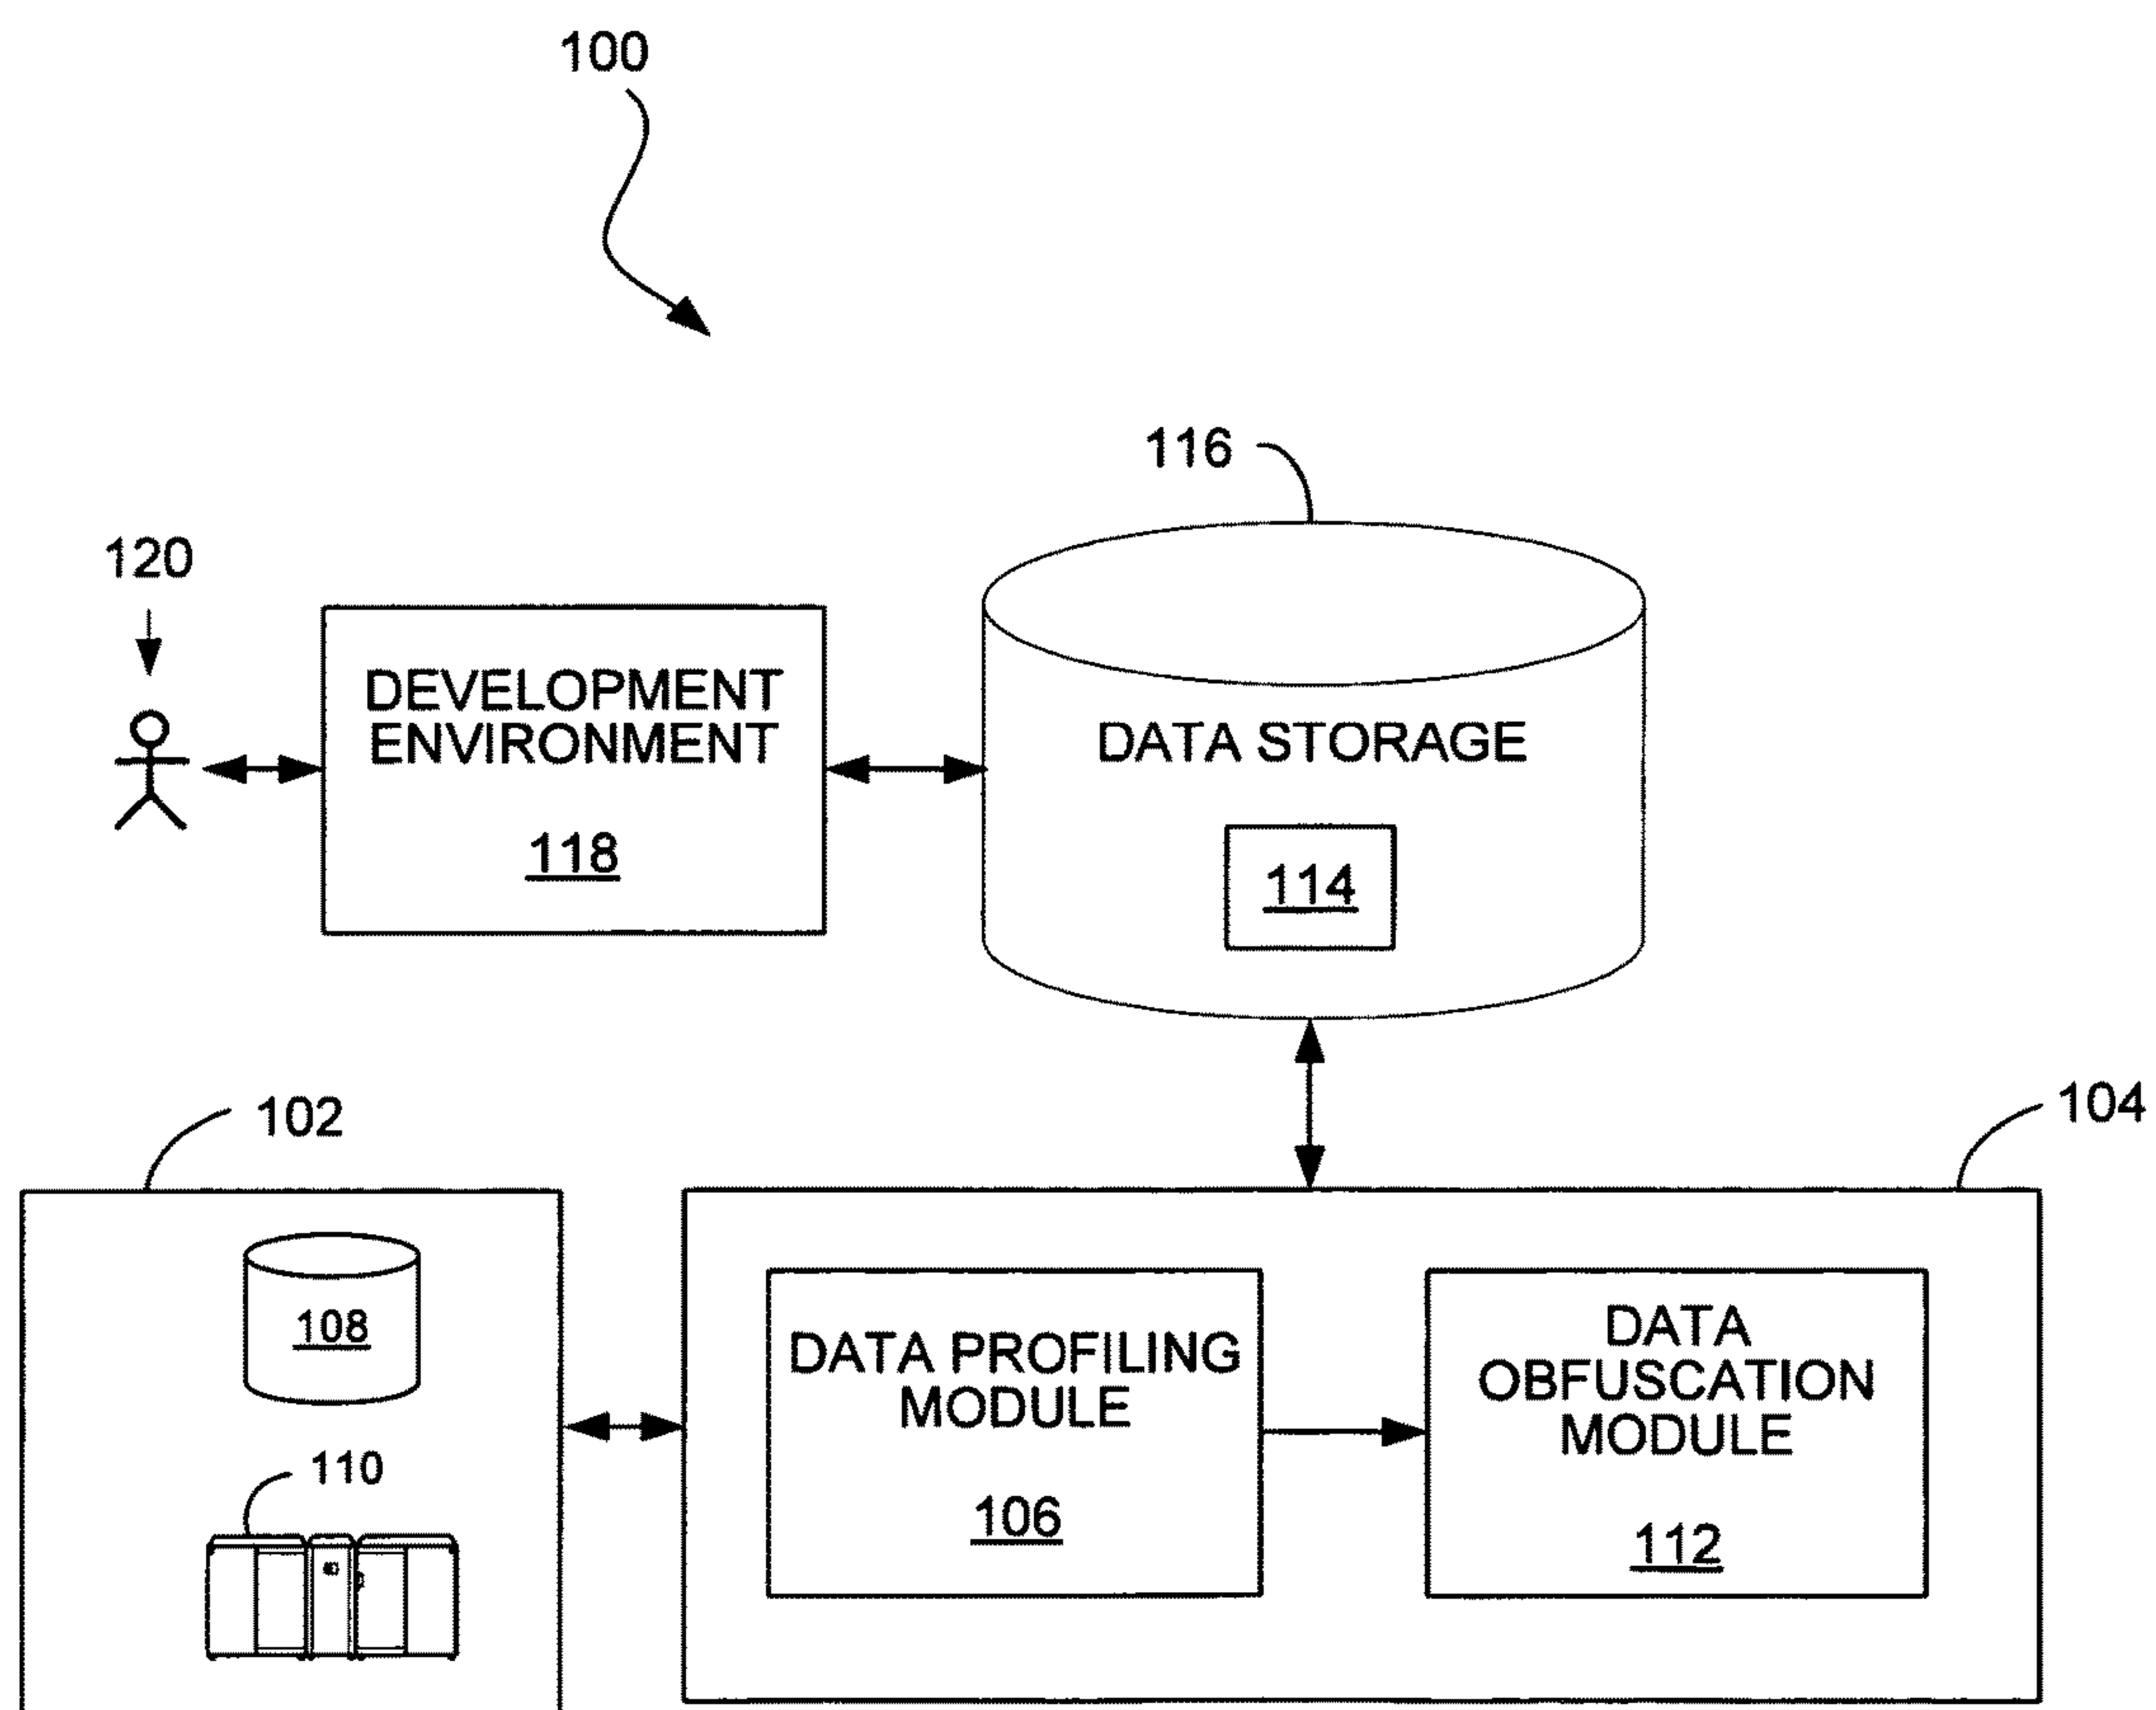 100
116
120
DEVELOPMENT
ENVIRONMENT
118
DATA STORAGE
114
102
104
108
110
DATA PROFILING
MODULE
106
DATA
OBFUSCATION
MODULE
112